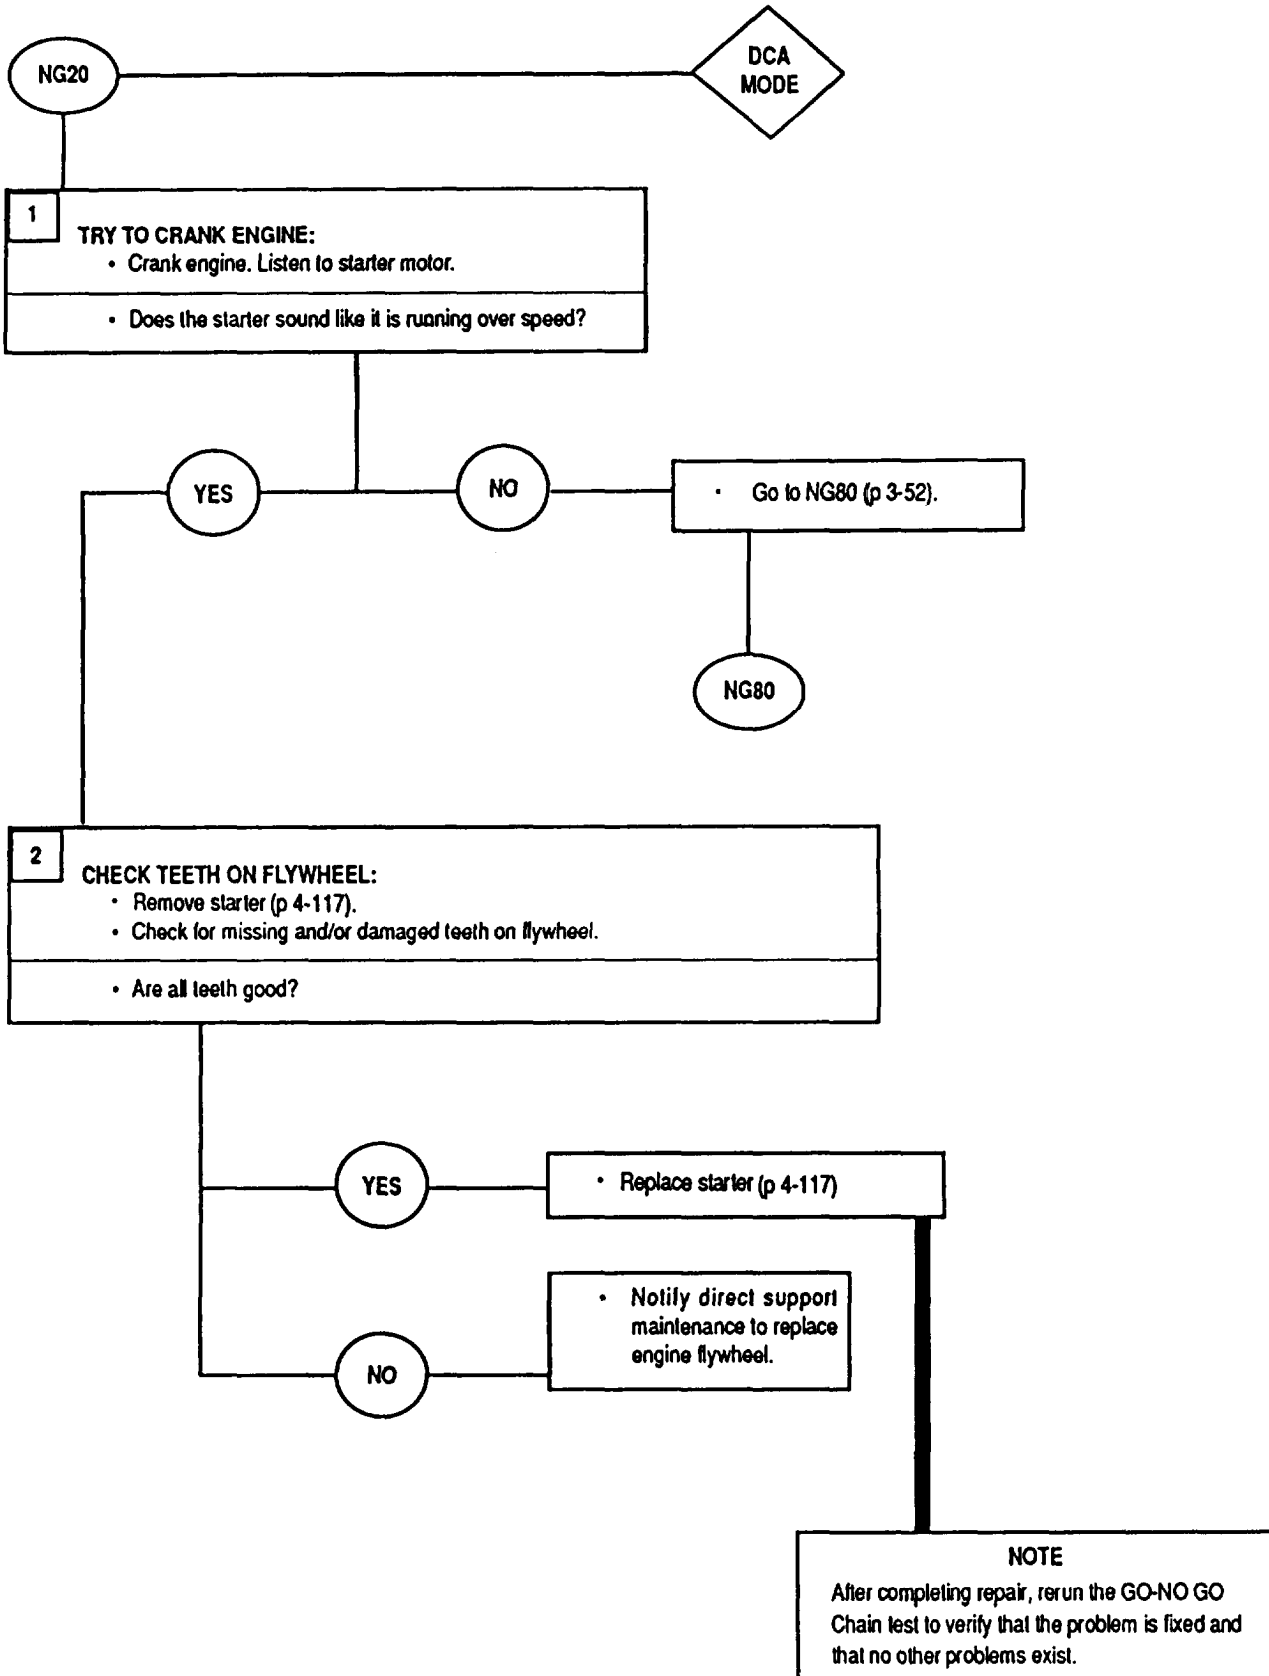 NG20
DCA
MODE
1
TRY TO CRANK ENGINE:
• Crank engine. Listen to starter motor.
• Does the starter sound like it is running over speed?
YES
NO
• Go to NG80 (p 3-52).
NG80
2
CHECK TEETH ON FLYWHEEL:
• Remove starter (p 4-117).
• Check for missing and/or damaged teeth on flywheel.
• Are all teeth good?
YES
• Replace starter (p 4-117)
• Notify direct support
maintenance to replace
engine flywheel.
NO
NOTE
After completing repair, rerun the GO-NO GO
Chain test to verify that the problem is fixed and
that no other problems exist.